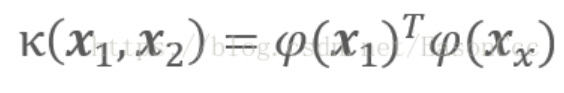 κ(x₁, x₂) = φ(x₁)ᵀφ(xₓ)